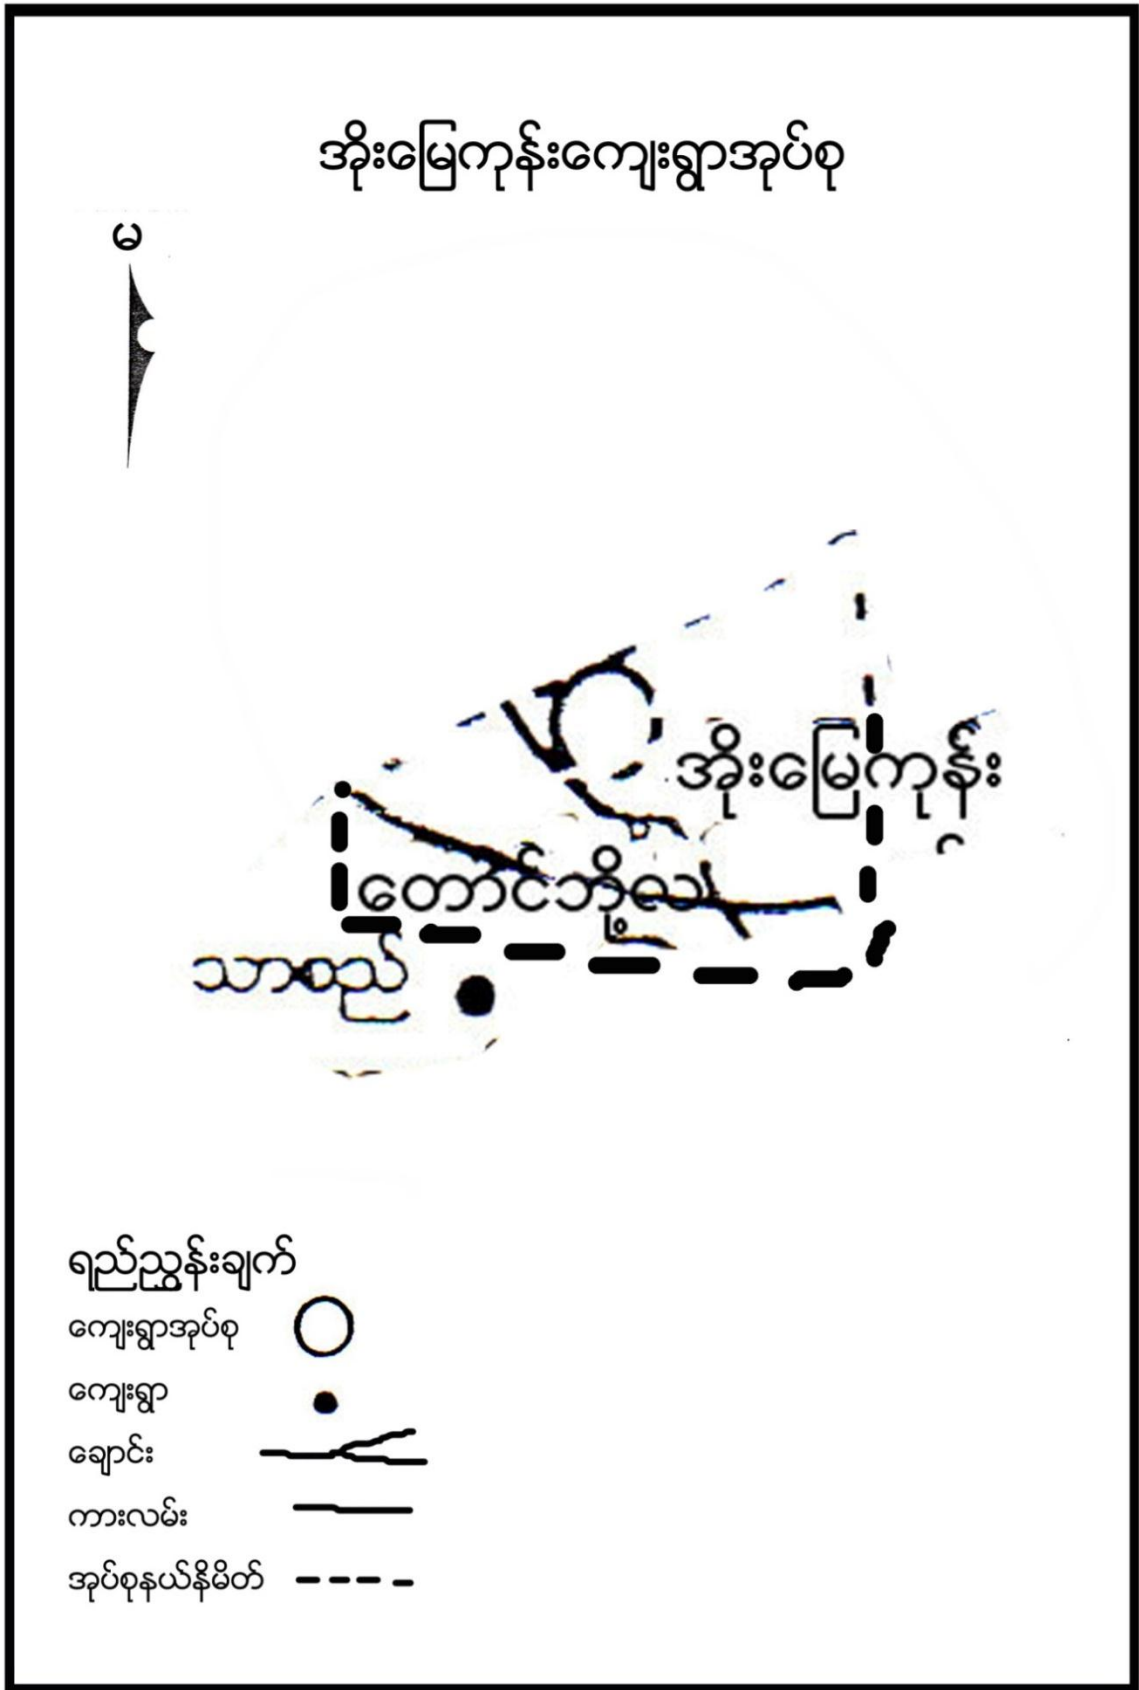 အိုးမြေကုန်းကျေးရွာအုပ်စု
မ
အိုးမြေကုန်း
တောင်ဘို့လှ
သာစည်
ရည်ညွှန်းချက်
ကျေးရွာအုပ်စု
ကျေးရွာ
ချောင်း
ကားလမ်း
အုပ်စုနယ်နိမိတ်